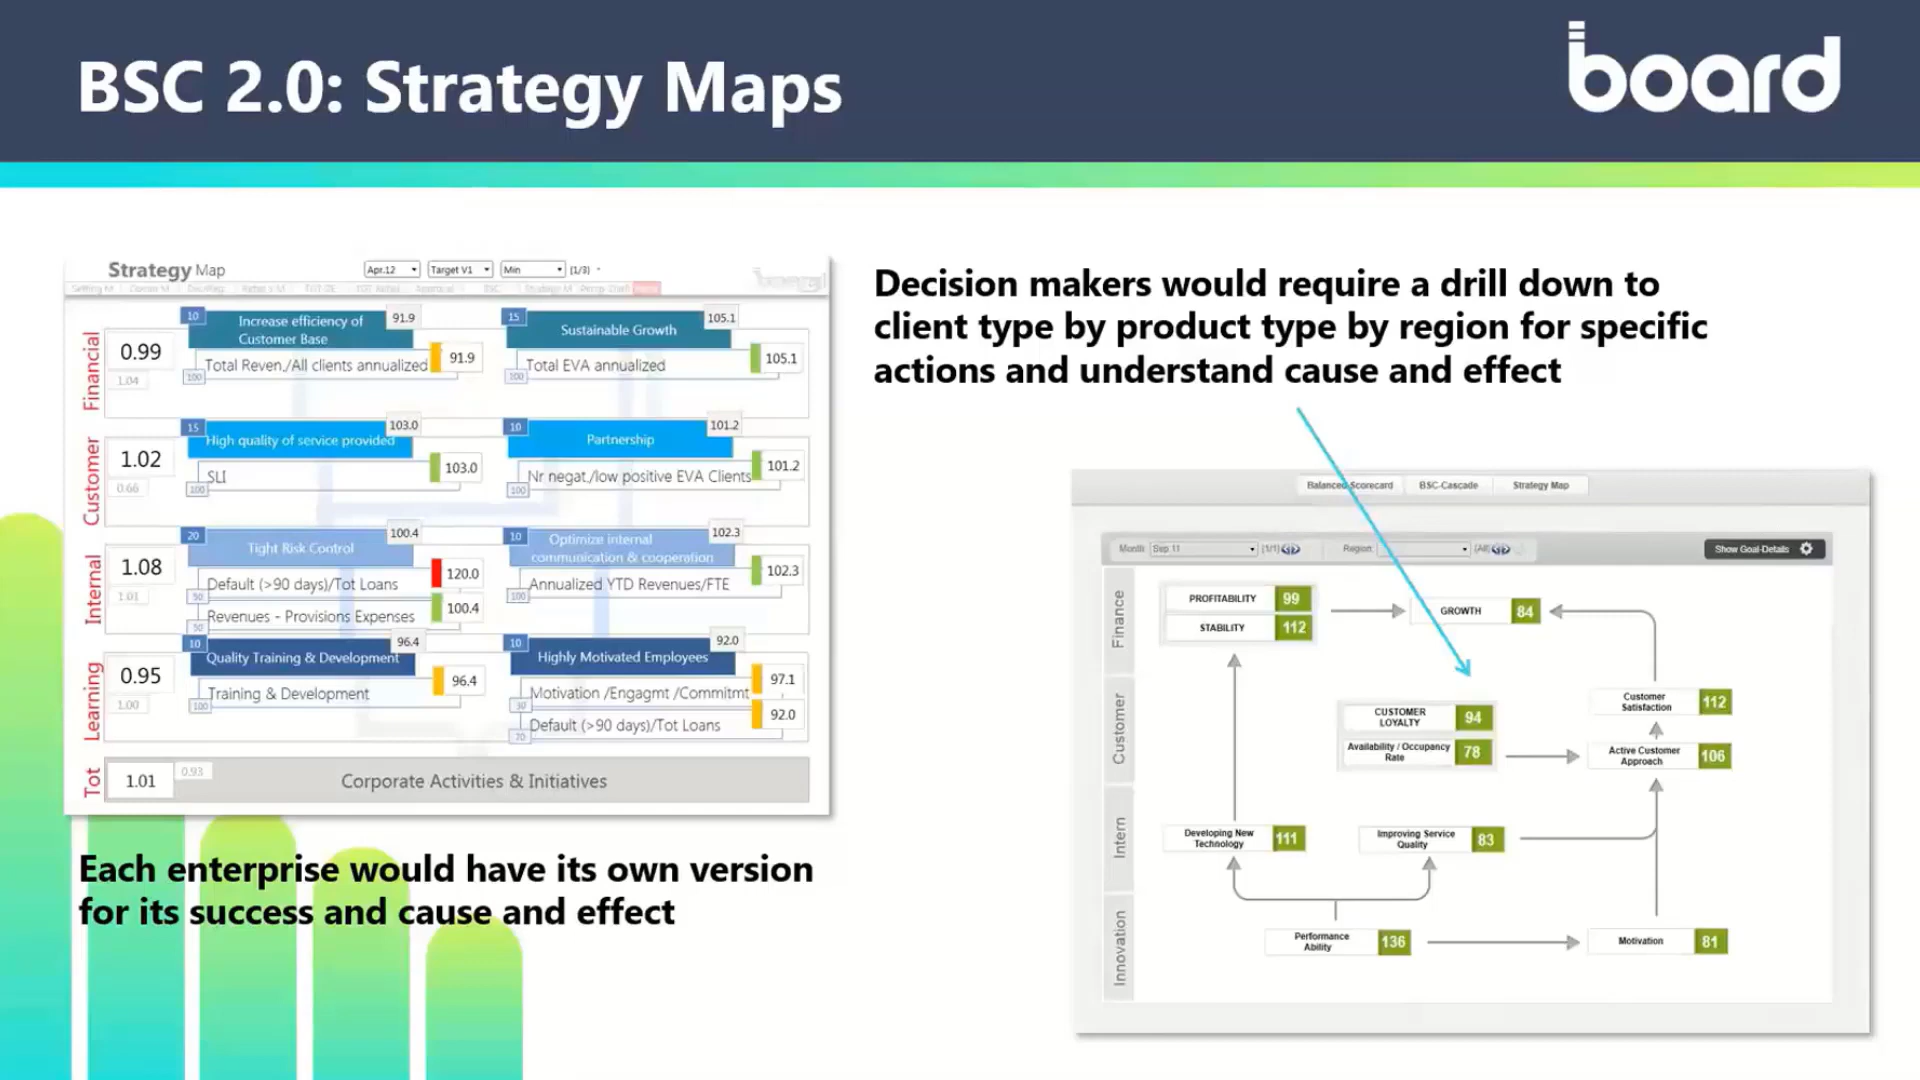 BSC 2.0: Strategy Maps
board
Strategy Map
Apr.12
Target V1
Min
(1/3)
Financial
0.99
1.04
10
Increase efficiency of
Customer Base
91.9
Total Reven./All clients annualized
91.9
100
15
Sustainable Growth
105.1
Total EVA annualized
105.1
100
Customer
1.02
0.66
15
High quality of service provided
103.0
SLI
103.0
100
10
Partnership
101.2
Nr negat./low positive EVA Clients
101.2
100
Internal
1.08
1.01
20
Tight Risk Control
100.4
Default (>90 days)/Tot Loans
120.0
50
Revenues - Provisions Expenses
100.4
50
10
Optimize internal
communication & cooperation
102.3
Annualized YTD Revenues/FTE
102.3
100
Learning
0.95
1.00
10
Quality Training & Development
96.4
Training & Development
96.4
100
10
Highly Motivated Employees
92.0
Motivation /Engagmt /Commitmt
97.1
30
Default (>90 days)/Tot Loans
92.0
70
Tot
1.01
0.93
Corporate Activities & Initiatives
Each enterprise would have its own version
for its success and cause and effect
Decision makers would require a drill down to
client type by product type by region for specific
actions and understand cause and effect
Balanced Scorecard
BSC-Cascade
Strategy Map
Month:
Sep.11
(1/1)
Region:
(All)
Show Goal-Details
Finance
PROFITABILITY
99
STABILITY
112
GROWTH
84
Customer
CUSTOMER
LOYALTY
94
Availability / Occupancy
Rate
78
Customer
Satisfaction
112
Active Customer
Approach
106
Intern
Developing New
Technology
111
Improving Service
Quality
83
Innovation
Performance
Ability
136
Motivation
81